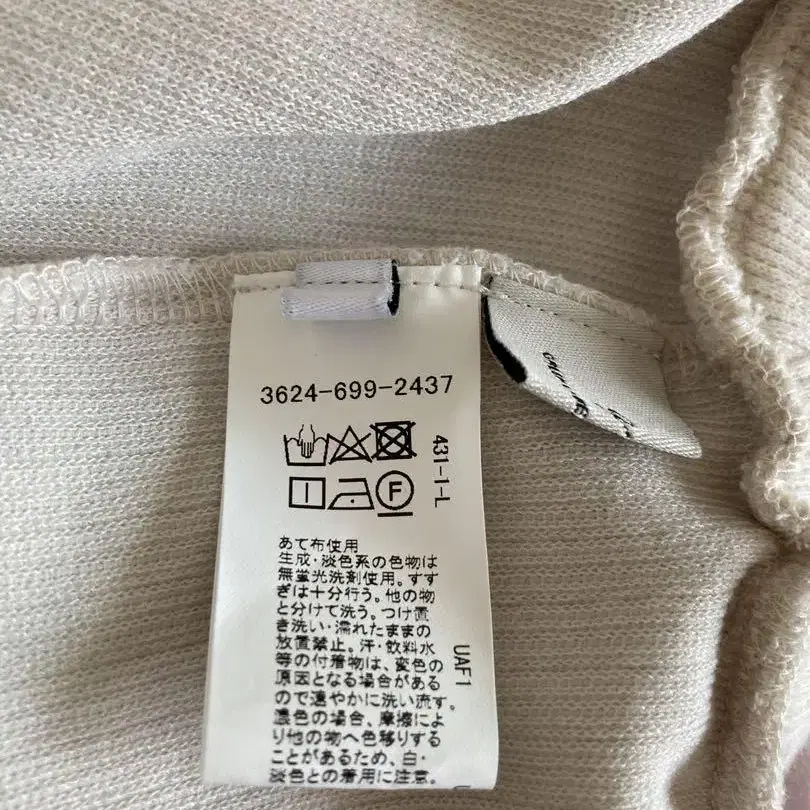 3624-699-2437
431-1-L
F
あて布使用
生成・淡色系の色物は
無蛍光洗剤使用。すす
ぎは十分行う。他の物
と分けて洗う。つけ置
き洗い・濡れたままの
放置禁止。汗・飲料水
等の付着物は、変色の
原因となる場合がある
ので速やかに洗い流す。
濃色の場合、摩擦によ
り他の物へ色移りする
ことがあるため、白・
淡色との着用に注意。
UAF1